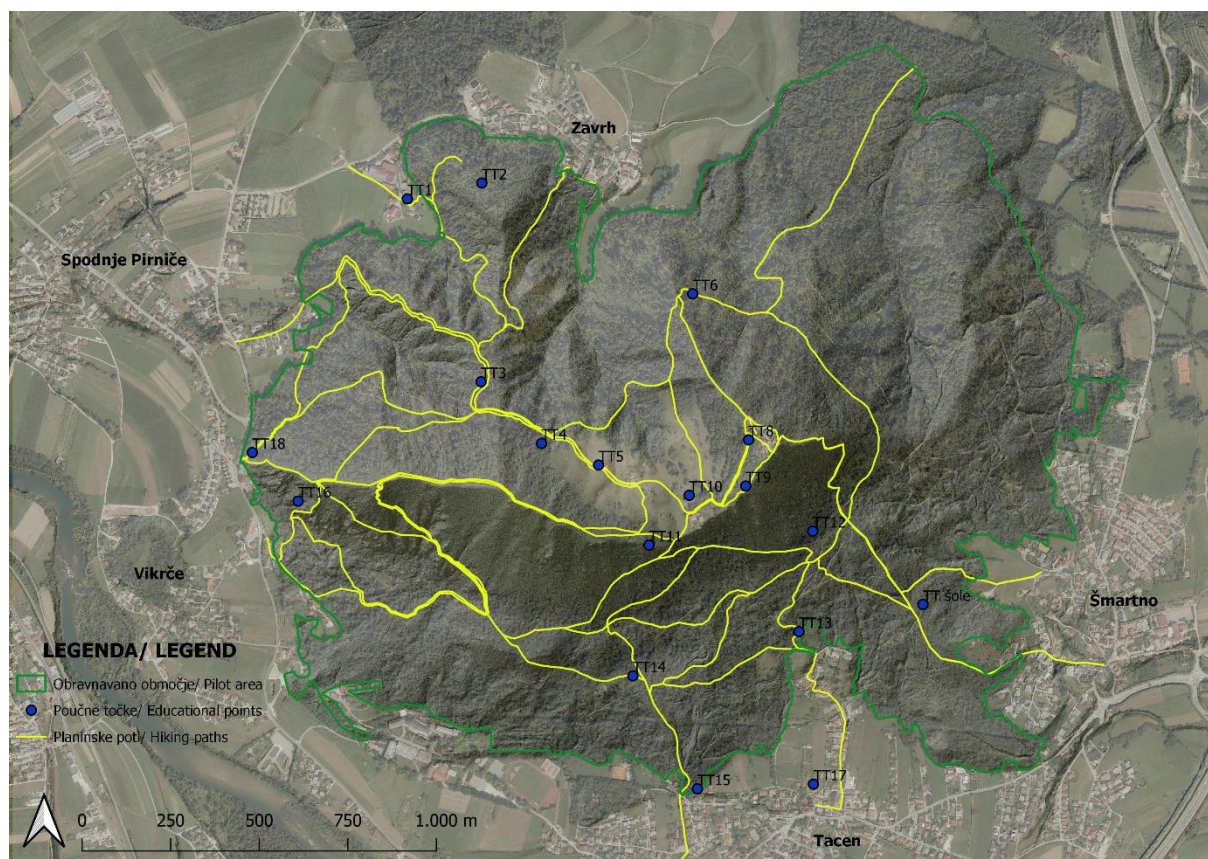 Zavrh
TT2
TT1
Spodnje Pirniče
TT6
TT3
TT4
TT8
TT18
TT5
TT9
TT10
TT16
TT12
TT11
Vikrče
TT šole
Šmartno
TT13
LEGENDA/ LEGEND
TT14
Obravnavano območje/ Pilot area
Poučne točke/ Educational points
Planinske poti/ Hiking paths
TT15
TT17
0 250 500 750 1.000 m
Tacen